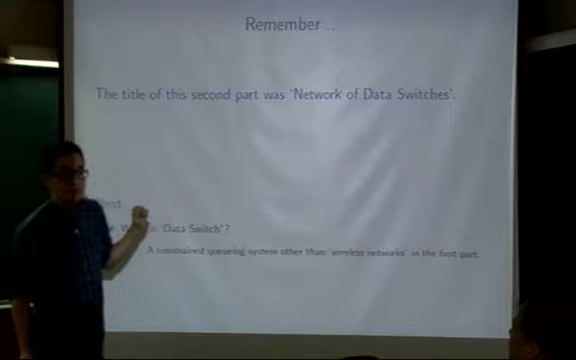 Remember...
The title of this second part was 'Network of Data Switches'.
'Data Switch'?
A constrained queueing system other than 'wireless networks' in the first part.